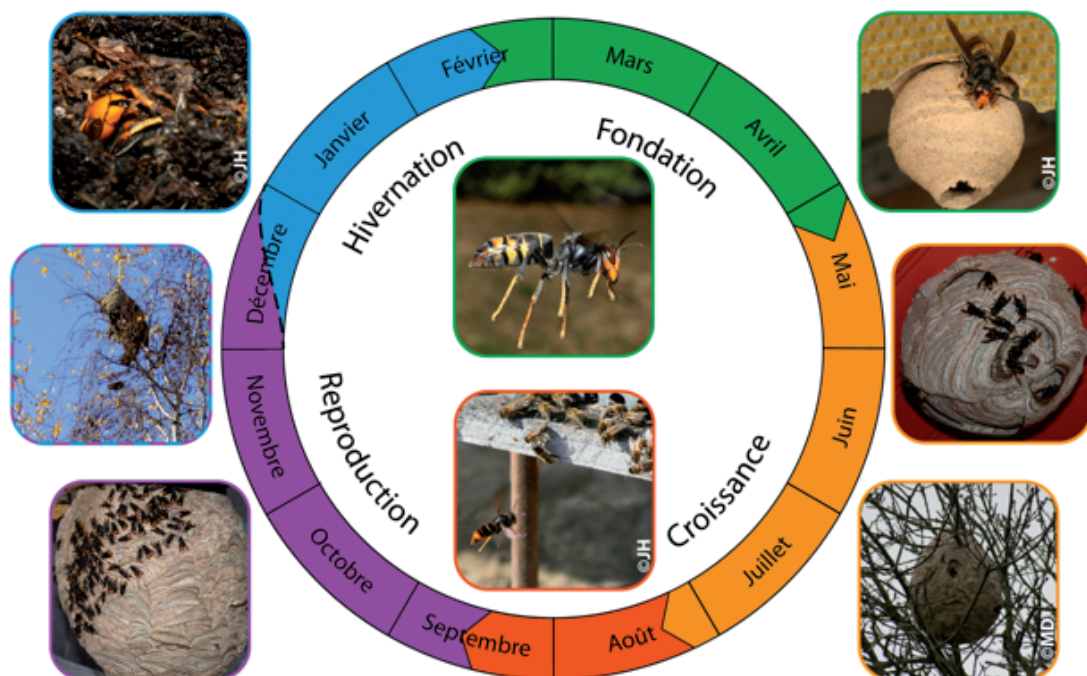 Janvier
Février
Mars
Avril
Mai
Juin
Juillet
Août
Septembre
Octobre
Novembre
Décembre
Hivernation
Fondation
Croissance
Reproduction
©JH
©JH
©JH
©MDI